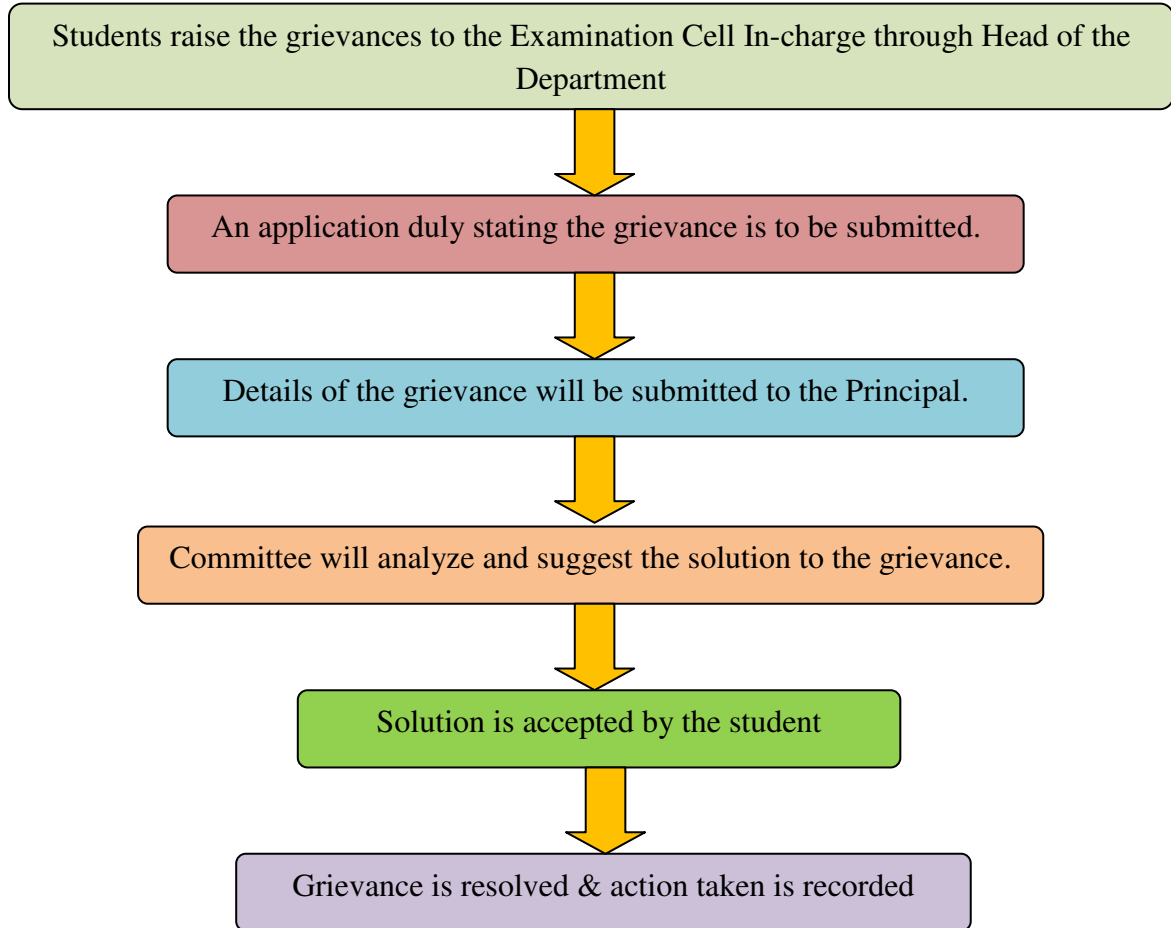 Students raise the grievances to the Examination Cell In-charge through Head of the
Department
An application duly stating the grievance is to be submitted.
Details of the grievance will be submitted to the Principal.
Committee will analyze and suggest the solution to the grievance.
Solution is accepted by the student
Grievance is resolved & action taken is recorded